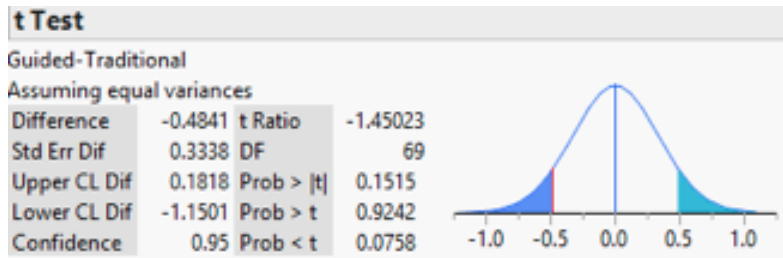 t Test
Guided-Traditional
Assuming equal variances
Difference -0.4841 t Ratio -1.45023
Std Err Dif 0.3338 DF 69
Upper CL Dif 0.1818 Prob > |t| 0.1515
Lower CL Dif -1.1501 Prob > t 0.9242
Confidence 0.95 Prob < t 0.0758
-1.0 -0.5 0.0 0.5 1.0